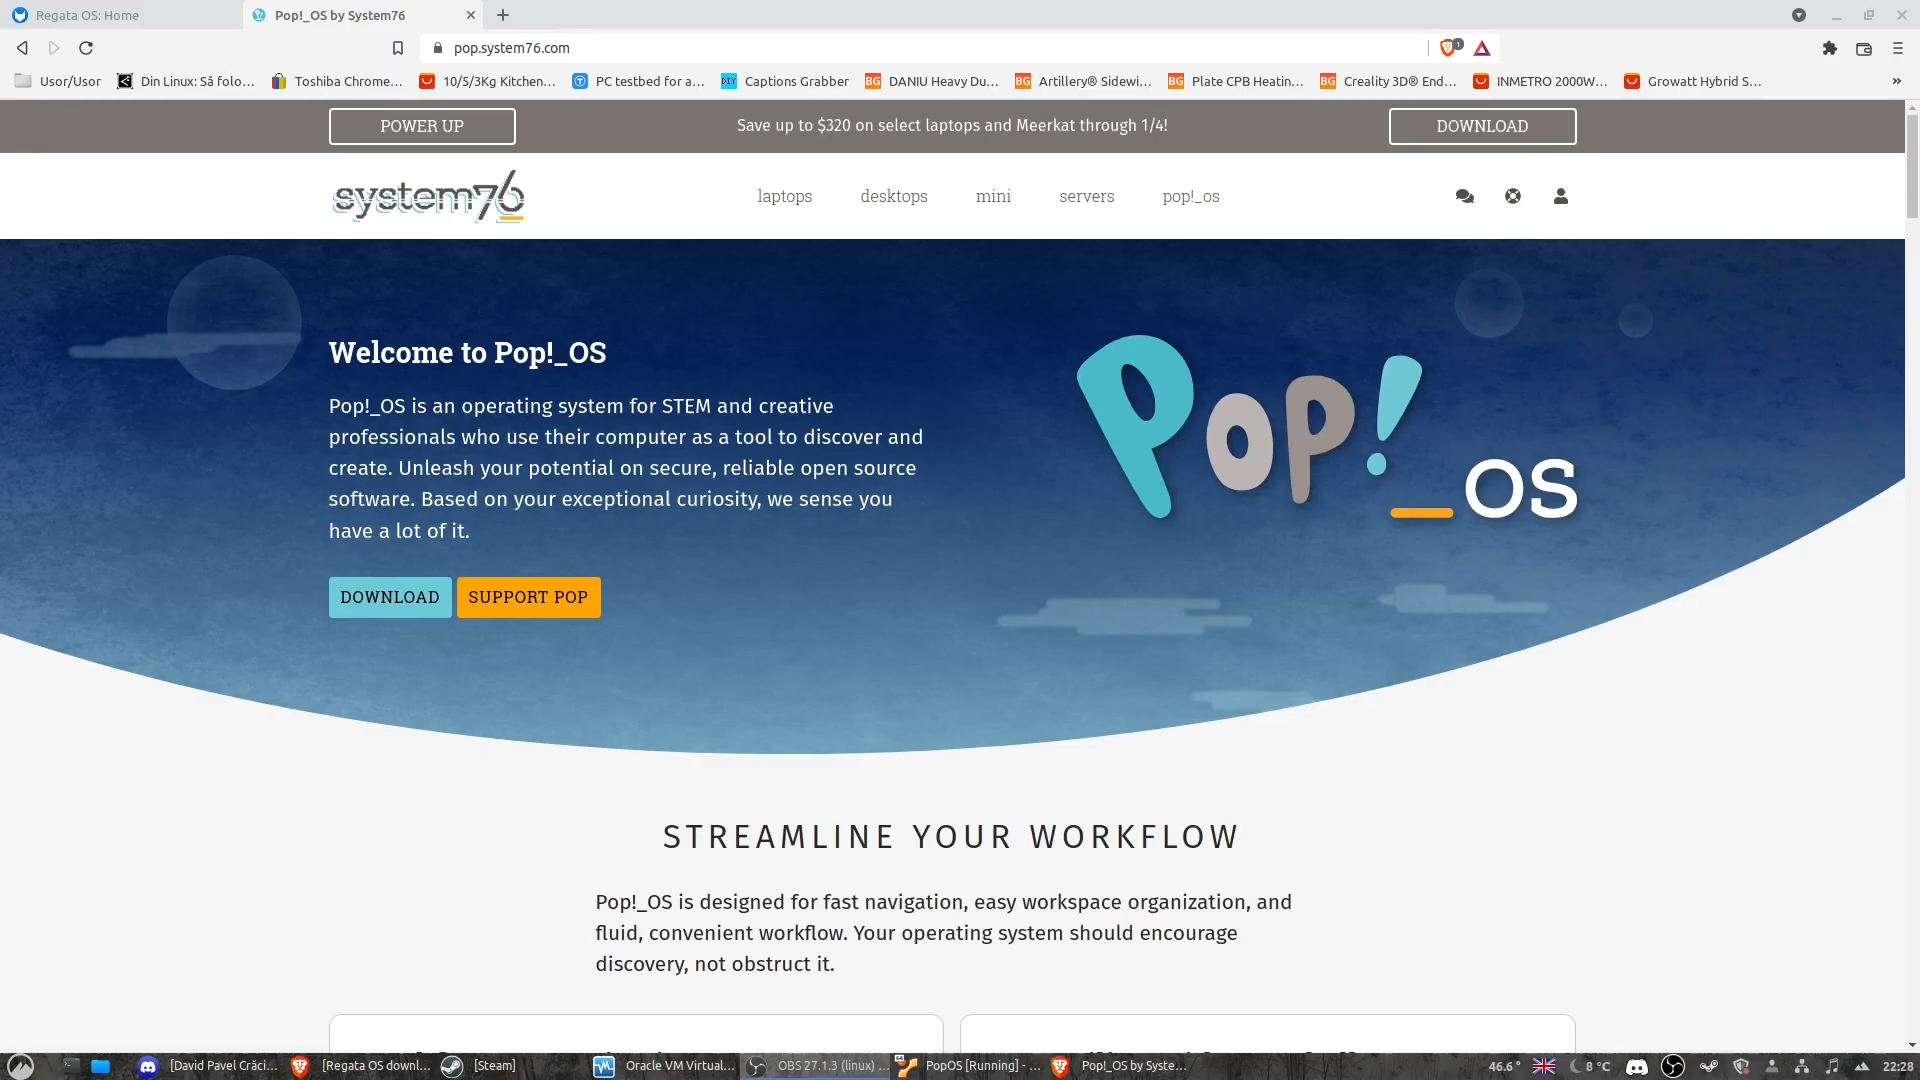 Regata OS: Home
Pop!_OS by System76
pop.system76.com
1
Usor/Usor
Din Linux: Să folo...
Toshiba Chrome...
10/5/3Kg Kitchen...
PC testbed for a...
DIY
Captions Grabber
BG
DANIU Heavy Du...
BG
Artillery® Sidewi...
BG
Plate CPB Heatin...
BG
Creality 3D® End...
INMETRO 2000W...
Growatt Hybrid S...
»
POWER UP
Save up to $320 on select laptops and Meerkat through 1/4!
DOWNLOAD
system76
laptops
desktops
mini
servers
pop!_os
Welcome to Pop!_OS
Pop!_OS is an operating system for STEM and creative
professionals who use their computer as a tool to discover and
create. Unleash your potential on secure, reliable open source
software. Based on your exceptional curiosity, we sense you
have a lot of it.
DOWNLOAD
SUPPORT POP
Pop!_OS
STREAMLINE YOUR WORKFLOW
Pop!_OS is designed for fast navigation, easy workspace organization, and
fluid, convenient workflow. Your operating system should encourage
discovery, not obstruct it.
[David Pavel Crăci...
[Regata OS downl...
[Steam]
Oracle VM Virtual...
OBS 27.1.3 (linux) ...
64
PopOS [Running] - ...
Pop!_OS by Syste...
46.6 °
8 °C
22:28